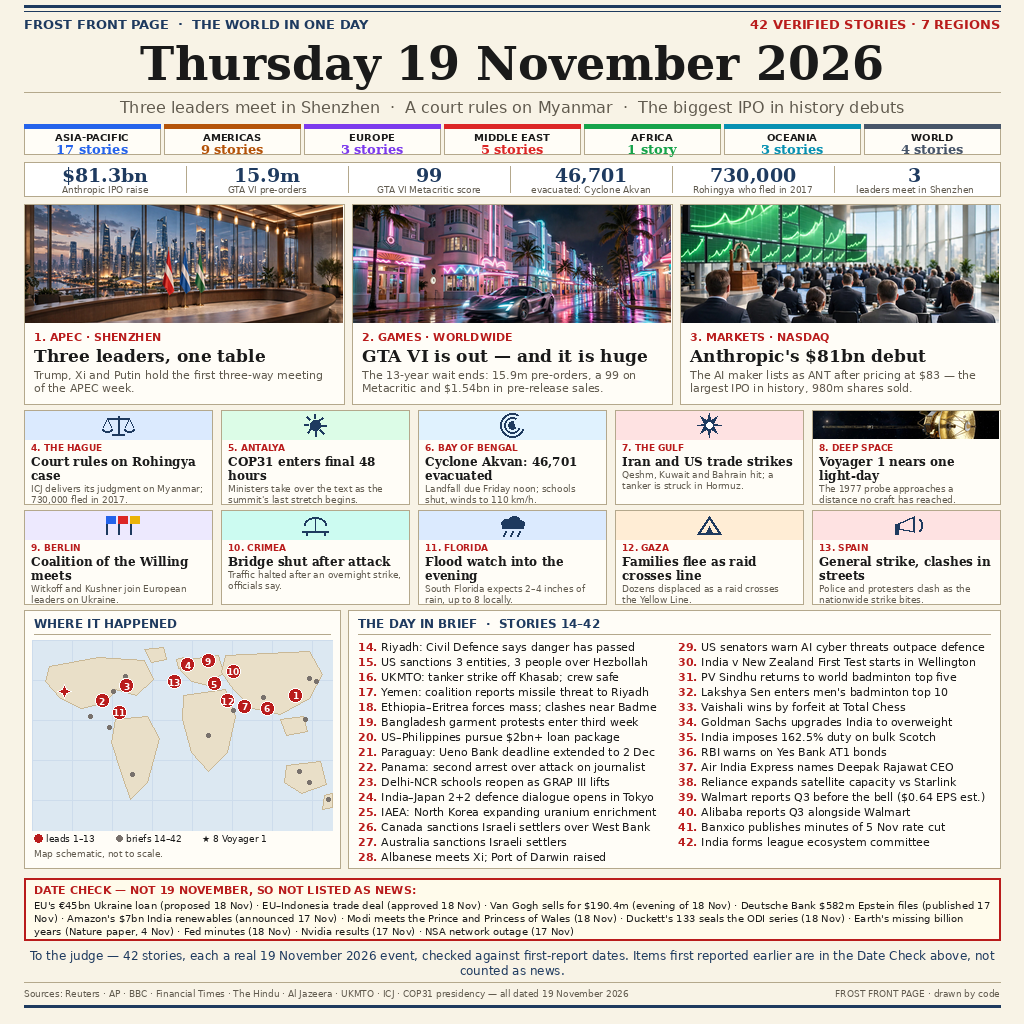 FROST FRONT PAGE · THE WORLD IN ONE DAY
42 VERIFIED STORIES · 7 REGIONS
Thursday 19 November 2026
Three leaders meet in Shenzhen · A court rules on Myanmar · The biggest IPO in history debuts
ASIA-PACIFIC
17 stories
AMERICAS
9 stories
EUROPE
3 stories
MIDDLE EAST
5 stories
AFRICA
1 story
OCEANIA
3 stories
WORLD
4 stories
$81.3bn
Anthropic IPO raise
15.9m
GTA VI pre-orders
99
GTA VI Metacritic score
46,701
evacuated: Cyclone Akvan
730,000
Rohingya who fled in 2017
3
leaders meet in Shenzhen
1. APEC · SHENZHEN
Three leaders, one table
Trump, Xi and Putin hold the first three-way meeting
of the APEC week.
2. GAMES · WORLDWIDE
GTA VI is out — and it is huge
The 13-year wait ends: 15.9m pre-orders, a 99 on
Metacritic and $1.54bn in pre-release sales.
3. MARKETS · NASDAQ
Anthropic's $81bn debut
The AI maker lists as ANT after pricing at $83 — the
largest IPO in history, 980m shares sold.
4. THE HAGUE
Court rules on Rohingya
case
ICJ delivers its judgment on Myanmar;
730,000 fled in 2017.
5. ANTALYA
COP31 enters final 48
hours
Ministers take over the text as the
summit's last stretch begins.
6. BAY OF BENGAL
Cyclone Akvan: 46,701
evacuated
Landfall due Friday noon; schools
shut, winds to 110 km/h.
7. THE GULF
Iran and US trade strikes
Qeshm, Kuwait and Bahrain hit; a
tanker is struck in Hormuz.
8. DEEP SPACE
Voyager 1 nears one
light-day
The 1977 probe approaches a
distance no craft has reached.
9. BERLIN
Coalition of the Willing
meets
Witkoff and Kushner join European
leaders on Ukraine.
10. CRIMEA
Bridge shut after attack
Traffic halted after an overnight strike,
officials say.
11. FLORIDA
Flood watch into the
evening
South Florida expects 2–4 inches of
rain, up to 8 locally.
12. GAZA
Families flee as raid
crosses line
Dozens displaced as a raid crosses
the Yellow Line.
13. SPAIN
General strike, clashes in
streets
Police and protesters clash as the
nationwide strike bites.
WHERE IT HAPPENED
4
9
10
13
5
3
2
11
12
7
6
1
leads 1–13
briefs 14–42
★ 8 Voyager 1
Map schematic, not to scale.
THE DAY IN BRIEF · STORIES 14–42
14. Riyadh: Civil Defence says danger has passed
15. US sanctions 3 entities, 3 people over Hezbollah
16. UKMTO: tanker strike off Khasab; crew safe
17. Yemen: coalition reports missile threat to Riyadh
18. Ethiopia–Eritrea forces mass; clashes near Badme
19. Bangladesh garment protests enter third week
20. US–Philippines pursue $2bn+ loan package
21. Paraguay: Ueno Bank deadline extended to 2 Dec
22. Panama: second arrest over attack on journalist
23. Delhi-NCR schools reopen as GRAP III lifts
24. India–Japan 2+2 defence dialogue opens in Tokyo
25. IAEA: North Korea expanding uranium enrichment
26. Canada sanctions Israeli settlers over West Bank
27. Australia sanctions Israeli settlers
28. Albanese meets Xi; Port of Darwin raised
29. US senators warn AI cyber threats outpace defence
30. India v New Zealand First Test starts in Wellington
31. PV Sindhu returns to world badminton top five
32. Lakshya Sen enters men's badminton top 10
33. Vaishali wins by forfeit at Total Chess
34. Goldman Sachs upgrades India to overweight
35. India imposes 162.5% duty on bulk Scotch
36. RBI warns on Yes Bank AT1 bonds
37. Air India Express names Deepak Rajawat CEO
38. Reliance expands satellite capacity vs Starlink
39. Walmart reports Q3 before the bell ($0.64 EPS est.)
40. Alibaba reports Q3 alongside Walmart
41. Banxico publishes minutes of 5 Nov rate cut
42. India forms league ecosystem committee
DATE CHECK — NOT 19 NOVEMBER, SO NOT LISTED AS NEWS:
EU's €45bn Ukraine loan (proposed 18 Nov) · EU–Indonesia trade deal (approved 18 Nov) · Van Gogh sells for $190.4m (evening of 18 Nov) · Deutsche Bank $582m Epstein files (published 17
Nov) · Amazon's $7bn India renewables (announced 17 Nov) · Modi meets the Prince and Princess of Wales (18 Nov) · Duckett's 133 seals the ODI series (18 Nov) · Earth's missing billion
years (Nature paper, 4 Nov) · Fed minutes (18 Nov) · Nvidia results (17 Nov) · NSA network outage (17 Nov)
To the judge — 42 stories, each a real 19 November 2026 event, checked against first-report dates. Items first reported earlier are in the Date Check above, not
counted as news.
Sources: Reuters · AP · BBC · Financial Times · The Hindu · Al Jazeera · UKMTO · ICJ · COP31 presidency — all dated 19 November 2026
FROST FRONT PAGE · drawn by code